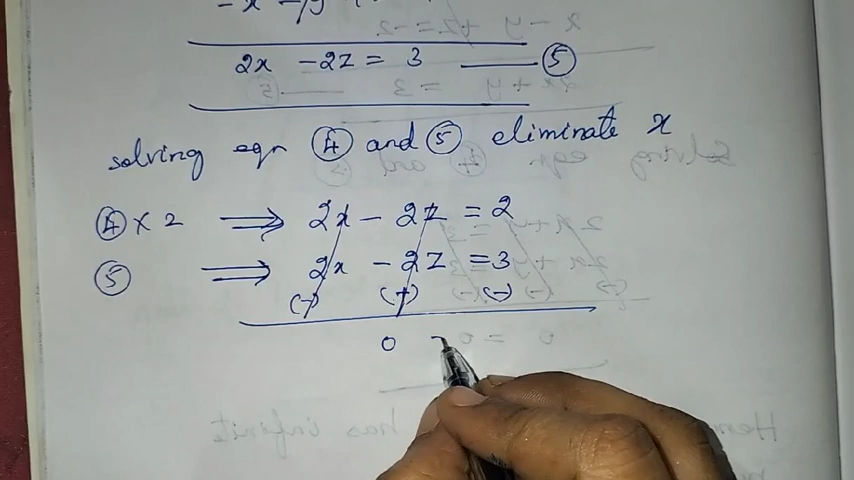 2x - 2z = 3 —— ⑤
solving eqn ④ and ⑤ eliminate x
④ × 2 ⟹ 2x - 2z = 2
⑤ ⟹ 2x - 2z = 3
(-) (+) (-)
0